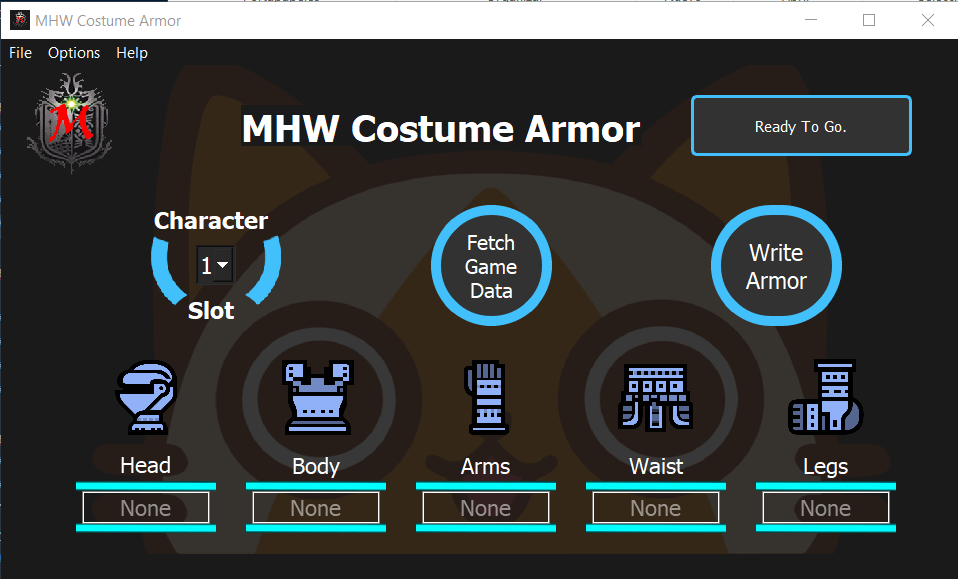 MHW Costume Armor
File Options Help
M
MHW Costume Armor
Ready To Go.
Character
1
Slot
Fetch
Game
Data
Write
Armor
Head Body Arms Waist Legs
None None None None None